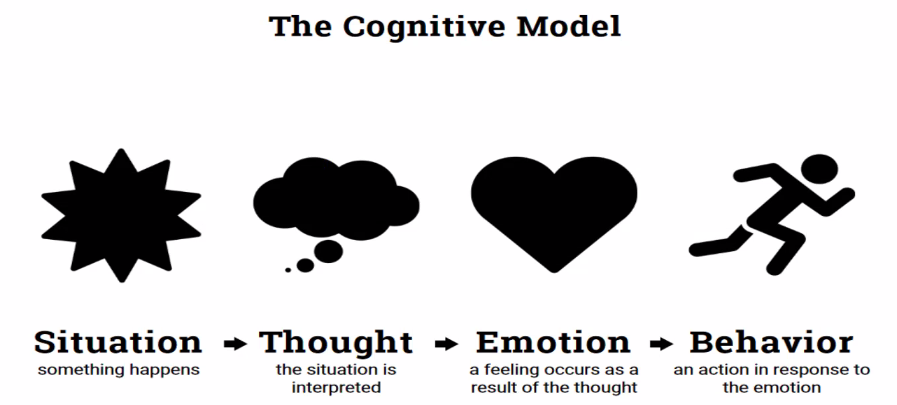 The Cognitive Model
Situation → Thought → Emotion → Behavior
something happens
the situation is
interpreted
a feeling occurs as a
result of the thought
an action in response to
the emotion